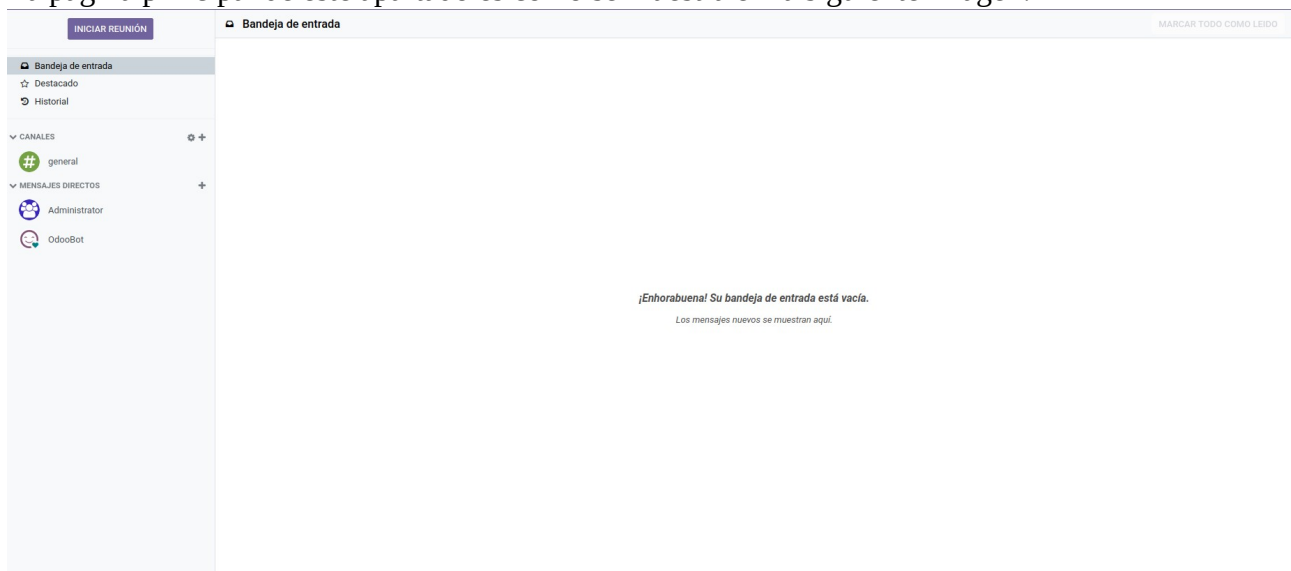 INICIAR REUNIÓN
Bandeja de entrada
Destacado
Historial
CANALES
general
MENSAJES DIRECTOS
Administrator
OdooBot
Bandeja de entrada
MARCAR TODO COMO LEIDO
¡Enhorabuena! Su bandeja de entrada está vacía.
Los mensajes nuevos se muestran aquí.